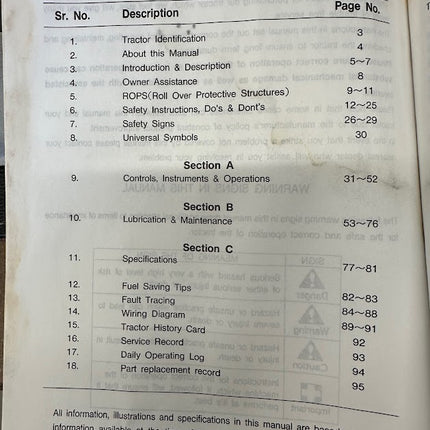 Sr. No. Description Page No.
1. Tractor Identification 3
2. About this Manual 4
3. Introduction & Description 5~7
4. Owner Assistance 8
5. ROPS(Roll Over Protective Structures) 9~11
6. Safety Instructions, Do's & Dont's 12~25
7. Safety Signs 26~29
8. Universal Symbols 30
Section A
9. Controls, Instruments & Operations 31~52
Section B
10. Lubrication & Maintenance 53~76
Section C
11. Specifications 77~81
12. Fuel Saving Tips
13. Fault Tracing 82~83
14. Wiring Diagram 84~88
15. Tractor History Card 89~91
16. Service Record 92
17. Daily Operating Log 93
18. Part replacement record 94
95
All information, illustrations and specifications in this manual are